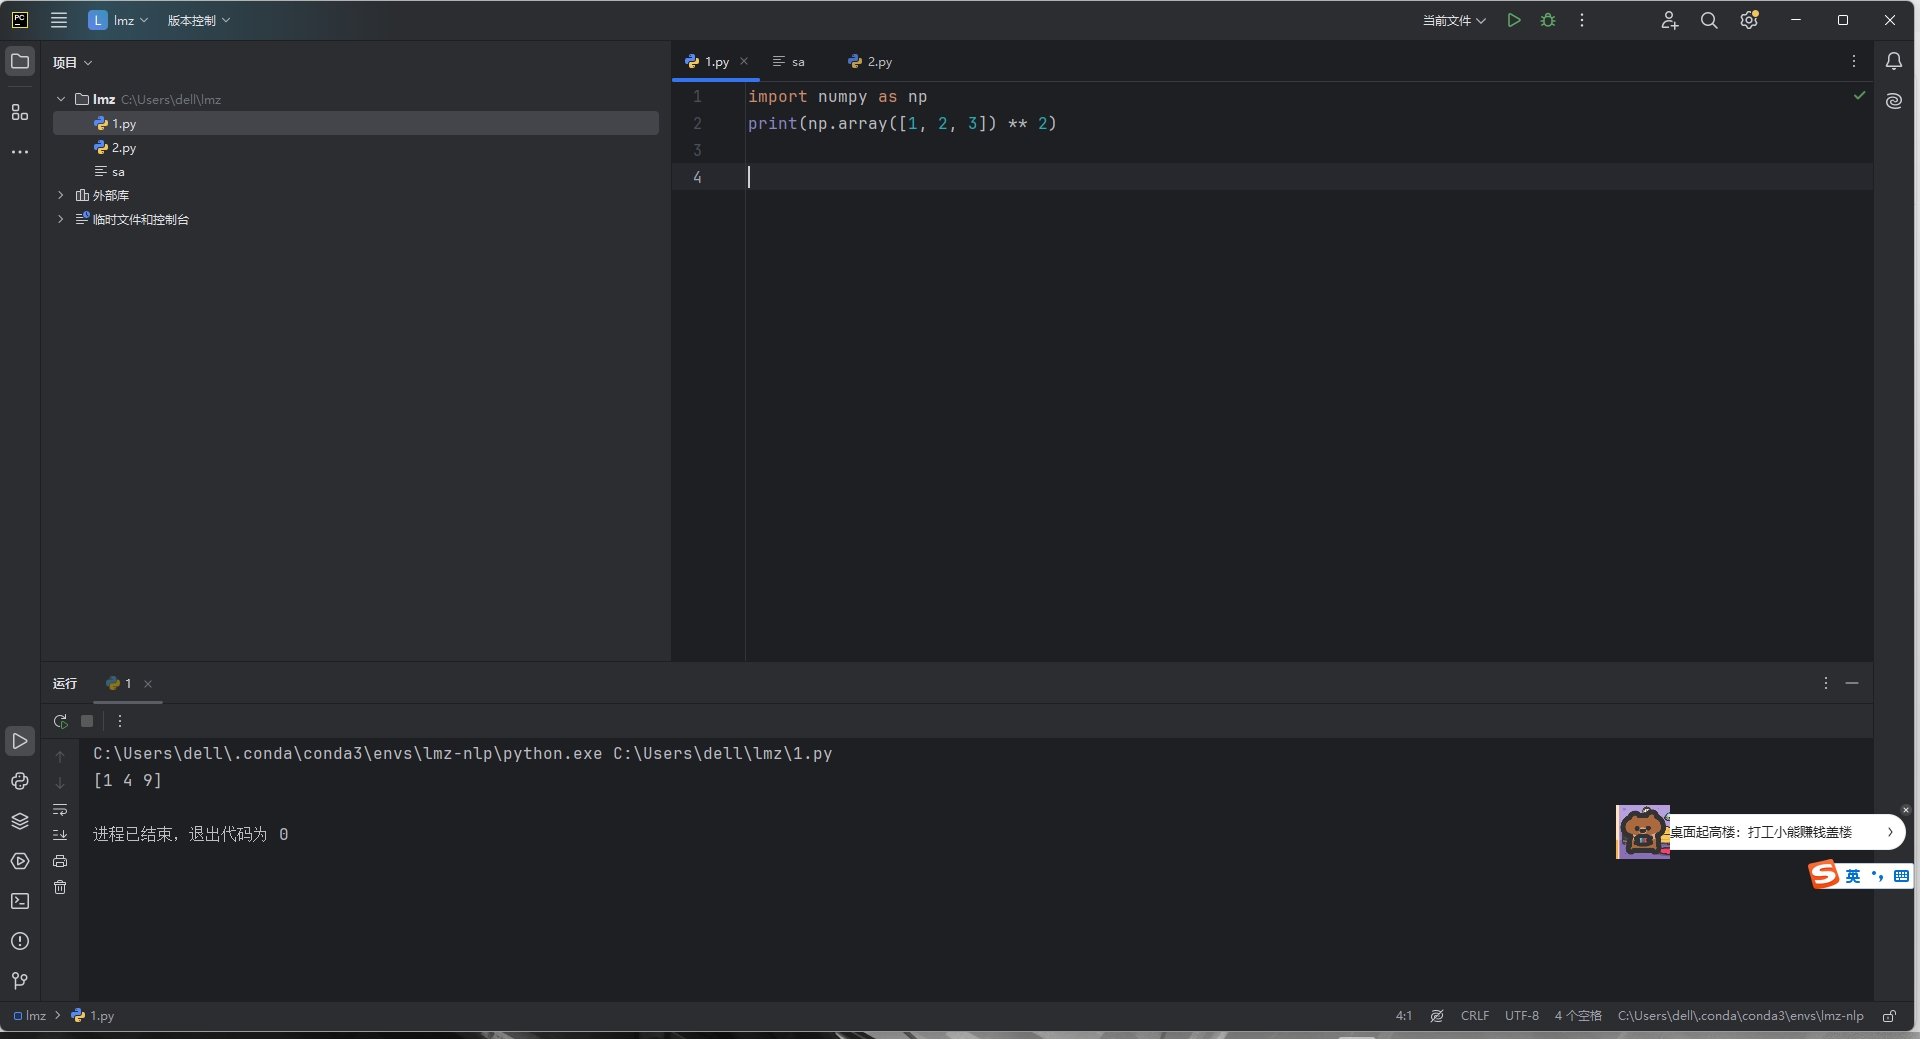 PC
L lmz 版本控制
当前文件
项目
lmz C:\Users\dell\lmz
1.py
2.py
sa
外部库
临时文件和控制台
1.py sa 2.py
1 import numpy as np
2 print(np.array([1, 2, 3]) ** 2)
3
4
运行 1
C:\Users\dell\.conda\conda3\envs\lmz-nlp\python.exe C:\Users\dell\lmz\1.py
[1 4 9]
进程已结束，退出代码为 0
桌面起高楼：打工小熊赚钱盖楼
S 英
lmz 1.py
4:1 CRLF UTF-8 4 个空格 C:\Users\dell\.conda\conda3\envs\lmz-nlp